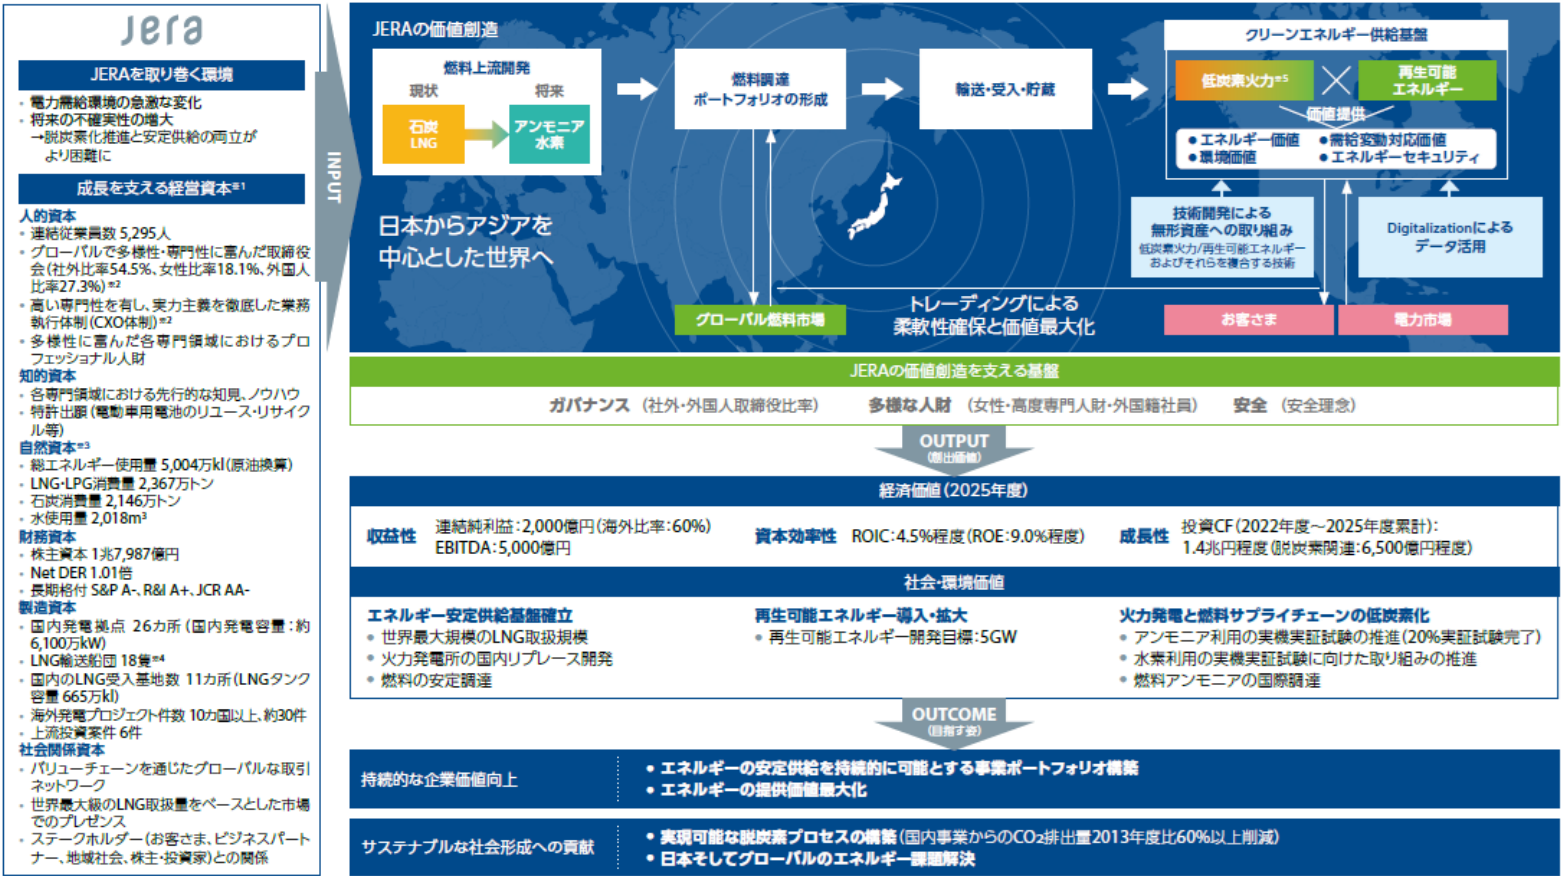 Jera
JERAを取り巻く環境
・電力需給環境の急激な変化
・将来の不確実性の増大
→脱炭素化推進と安定供給の両立が
より困難に
成長を支える経営資本※1
人的資本
・連結従業員数 5,295人
・グローバルで多様性・専門性に富んだ取締役
会(社外比率54.5%、女性比率18.1%、外国人
比率27.3%)※2
・高い専門性を有し、実力主義を徹底した業務
執行体制(CXO体制)※2
・多様性に富んだ各専門領域におけるプロ
フェッショナル人財
知的資本
・各専門領域における先行的な知見、ノウハウ
・特許出願(電動車用電池のリユース・リサイク
ル等)
自然資本※3
・総エネルギー使用量 5,004万kl(原油換算)
・LNG・LPG消費量 2,367万トン
・石炭消費量 2,146万トン
・水使用量 2,018m³
財務資本
・株主資本 1兆7,987億円
・Net DER 1.01倍
・長期格付 S&P A-、R&I A+、JCR AA-
製造資本
・国内発電拠点 26カ所(国内発電容量:約
6,100万kW)
・LNG輸送船団 18隻※4
・国内のLNG受入基地数 11カ所(LNGタンク
容量 665万kl)
・海外発電プロジェクト件数 10カ国以上、約30件
・上流投資案件 6件
社会関係資本
・バリューチェーンを通じたグローバルな取引
ネットワーク
・世界最大級のLNG取扱量をベースとした市場
でのプレゼンス
・ステークホルダー(お客さま、ビジネスパート
ナー、地域社会、株主・投資家)との関係
INPUT
JERAの価値創造
燃料上流開発
現状 将来
石炭
LNG
アンモニア
水素
燃料調達
ポートフォリオの形成
輸送・受入・貯蔵
クリーンエネルギー供給基盤
低炭素火力※5
再生可能
エネルギー
価値提供
●エネルギー価値 ●需給変動対応価値
●環境価値 ●エネルギーセキュリティ
日本からアジアを
中心とした世界へ
技術開発による
無形資産への取り組み
低炭素火力/再生可能エネルギー
およびそれらを複合する技術
Digitalizationによる
データ活用
グローバル燃料市場
トレーディングによる
柔軟性確保と価値最大化
お客さま
電力市場
JERAの価値創造を支える基盤
ガバナンス (社外・外国人取締役比率) 多様な人財 (女性・高度専門人財・外国籍社員) 安全 (安全理念)
OUTPUT
(創出価値)
経済価値(2025年度)
収益性
連結純利益:2,000億円(海外比率:60%)
EBITDA:5,000億円
資本効率性 ROIC:4.5%程度(ROE:9.0%程度)
成長性
投資CF(2022年度～2025年度累計):
1.4兆円程度(脱炭素関連:6,500億円程度)
社会・環境価値
エネルギー安定供給基盤確立
● 世界最大規模のLNG取扱規模
● 火力発電所の国内リプレース開発
● 燃料の安定調達
再生可能エネルギー導入・拡大
● 再生可能エネルギー開発目標:5GW
火力発電と燃料サプライチェーンの低炭素化
● アンモニア利用の実機実証試験の推進(20%実証試験完了)
● 水素利用の実機実証試験に向けた取り組みの推進
● 燃料アンモニアの国際調達
OUTCOME
(目指す姿)
持続的な企業価値向上
● エネルギーの安定供給を持続的に可能とする事業ポートフォリオ構築
● エネルギーの提供価値最大化
サステナブルな社会形成への貢献
● 実現可能な脱炭素プロセスの構築(国内事業からのCO₂排出量2013年度比60%以上削減)
● 日本そしてグローバルのエネルギー課題解決